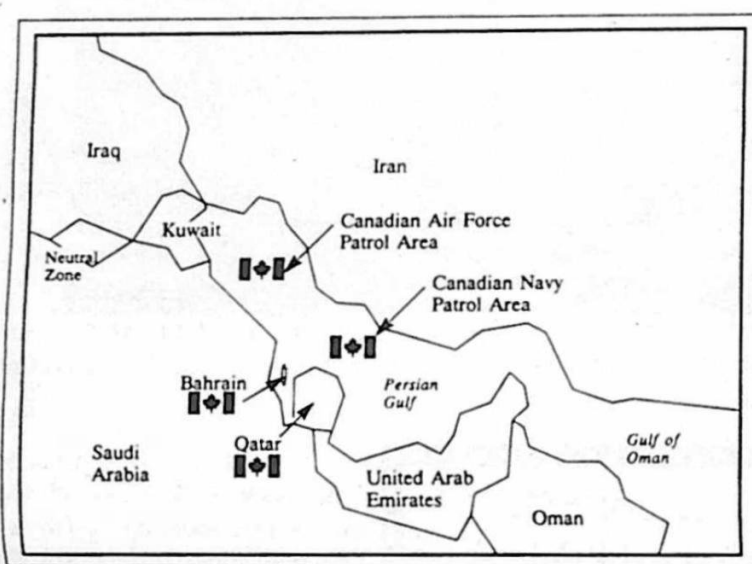 Iraq
Iran
Kuwait
Canadian Air Force
Patrol Area
Neutral
Zone
Canadian Navy
Patrol Area
Bahrain
Persian
Gulf
Qatar
Saudi
Arabia
United Arab
Emirates
Gulf of
Oman
Oman